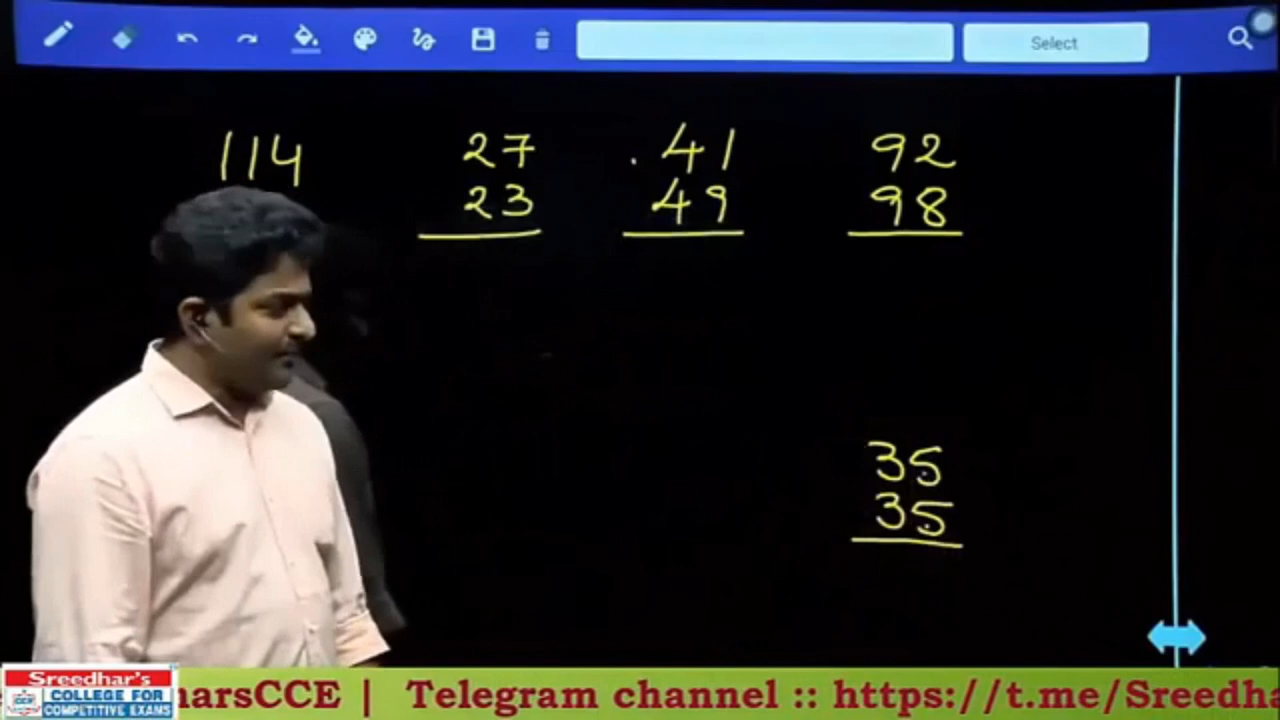 Select
114 27 41 92
23 49 98
35
35
Sreedhar's
COLLEGE FOR
COMPETITIVE EXAMS
harsCCE | Telegram channel :: https://t.me/Sreedha